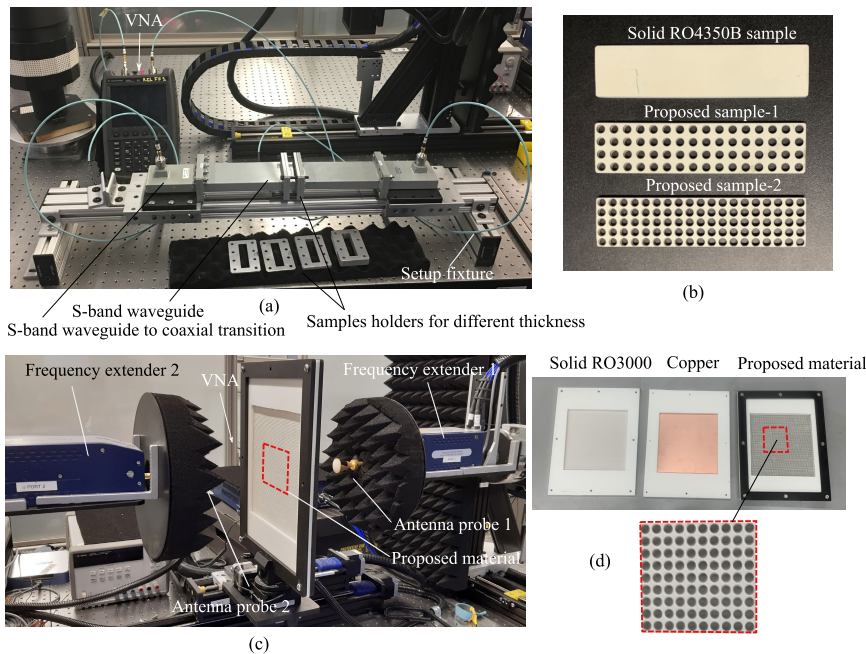 VNA
Setup fixture
S-band waveguide
(a)
S-band waveguide to coaxial transition
Samples holders for different thickness
Solid RO4350B sample
Proposed sample-1
Proposed sample-2
(b)
Frequency extender 2
VNA
Frequency extender 1
PORT 2
Antenna probe 1
Proposed material
Antenna probe 2
(c)
Solid RO3000
Copper
Proposed material
(d)